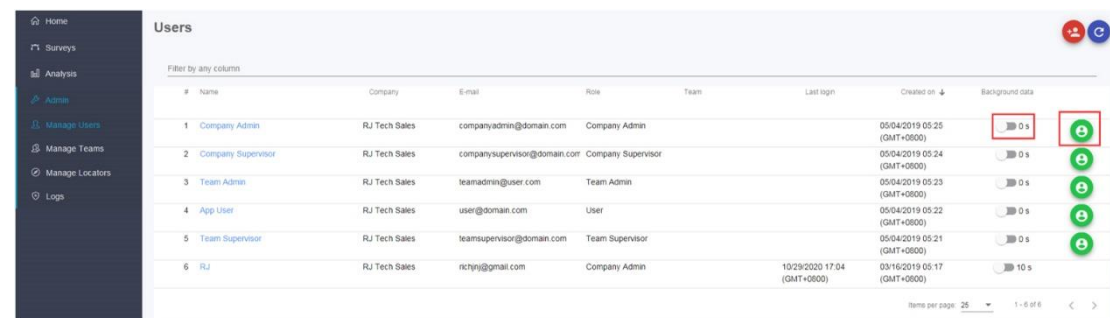 Home
Surveys
Analysis
Admin
Manage Users
Manage Teams
Manage Locators
Logs
Users
Filter by any column
# Name Company E-mail Role Team Last login Created on Background data
1 Company Admin RJ Tech Sales companyadmin@domain.com Company Admin 05/04/2019 05:25 0 s
(GMT+0800)
2 Company Supervisor RJ Tech Sales companysupervisor@domain.com Company Supervisor 05/04/2019 05:24 0 s
(GMT+0800)
3 Team Admin RJ Tech Sales teamadmin@user.com Team Admin 05/04/2019 05:23 0 s
(GMT+0800)
4 App User RJ Tech Sales user@domain.com User 05/04/2019 05:22 0 s
(GMT+0800)
5 Team Supervisor RJ Tech Sales teamsupervisor@domain.com Team Supervisor 05/04/2019 05:21 0 s
(GMT+0800)
6 RJ RJ Tech Sales richjnj@gmail.com Company Admin 10/29/2020 17:04 03/16/2019 05:17 10 s
(GMT+0800) (GMT+0800)
Items per page: 25 1 - 6 of 6